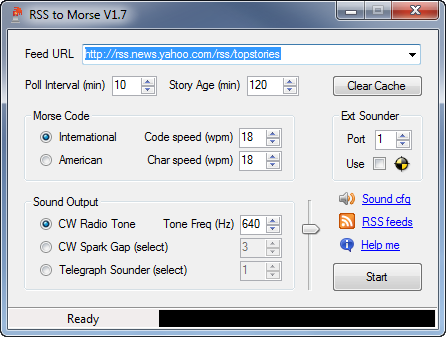 RSS to Morse V1.7
Feed URL http://rss.news.yahoo.com/rss/topstories
Poll Interval (min) 10 Story Age (min) 120 Clear Cache
Morse Code Ext Sounder
International Code speed (wpm) 18 Port 1
American Char speed (wpm) 18 Use
Sound Output Sound cfg
CW Radio Tone Tone Freq (Hz) 640 RSS feeds
CW Spark Gap (select) 3 Help me
Telegraph Sounder (select) 1 Start
Ready